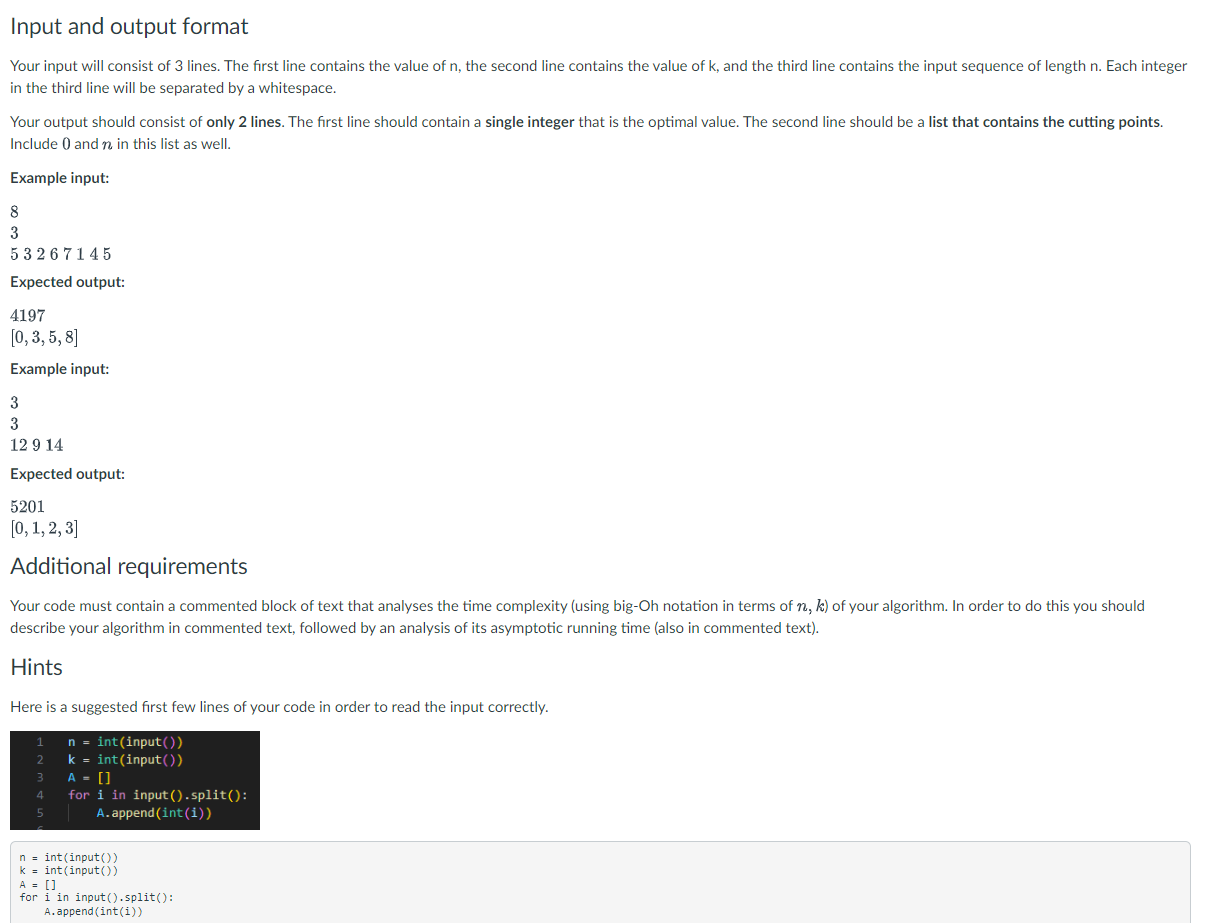 Input and output format
Your input will consist of 3 lines. The first line contains the value of n, the second line contains the value of k, and the third line contains the input sequence of length n. Each integer
in the third line will be separated by a whitespace.
Your output should consist of only 2 lines. The first line should contain a single integer that is the optimal value. The second line should be a list that contains the cutting points.
Include 0 and n in this list as well.
Example input:
8
3
5 3 2 6 7 1 4 5
Expected output:
4197
[0, 3, 5, 8]
Example input:
3
3
12 9 14
Expected output:
5201
[0, 1, 2, 3]
Additional requirements
Your code must contain a commented block of text that analyses the time complexity (using big-Oh notation in terms of n, k) of your algorithm. In order to do this you should
describe your algorithm in commented text, followed by an analysis of its asymptotic running time (also in commented text).
Hints
Here is a suggested first few lines of your code in order to read the input correctly.
1 n = int(input())
2 k = int(input())
3 A = []
4 for i in input().split():
5 A.append(int(i))
n = int(input())
k = int(input())
A = []
for i in input().split():
A.append(int(i))